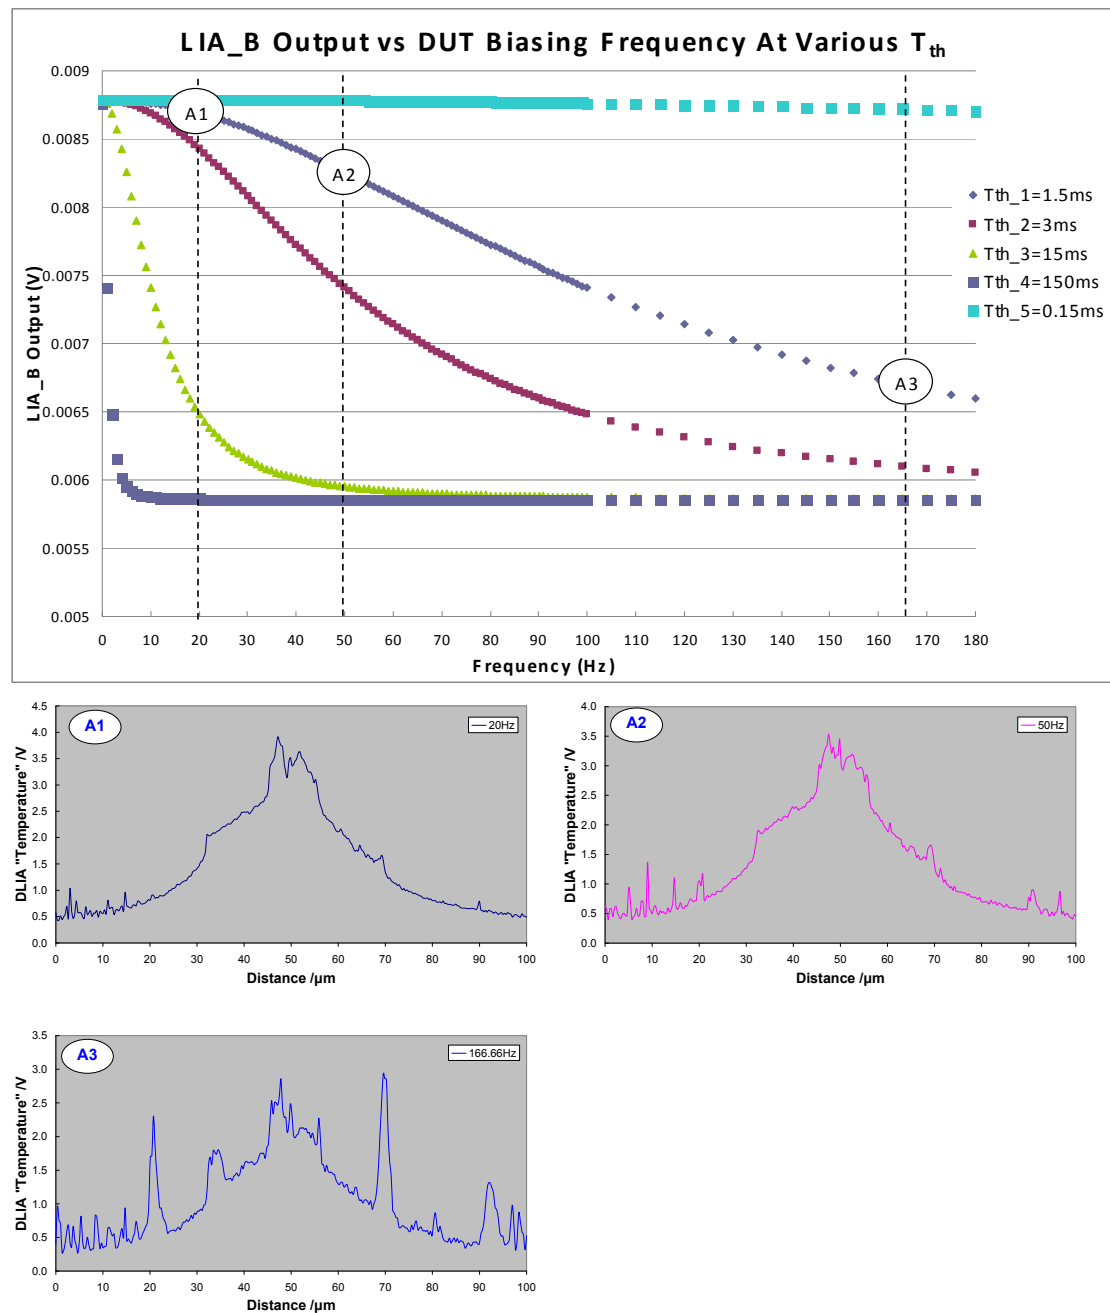 LIA_B Output vs DUT Biasing Frequency At Various Tth
LIA_B Output (V)
0.009
0.0085
0.008
0.0075
0.007
0.0065
0.006
0.0055
0.005
A1
A2
A3
Tth_1=1.5ms
Tth_2=3ms
Tth_3=15ms
Tth_4=150ms
Tth_5=0.15ms
0 10 20 30 40 50 60 70 80 90 100 110 120 130 140 150 160 170 180
Frequency (Hz)
A1
20Hz
DLIA "Temperature" /V
4.5
4.0
3.5
3.0
2.5
2.0
1.5
1.0
0.5
0.0
0 10 20 30 40 50 60 70 80 90 100
Distance /µm
A2
50Hz
DLIA "Temperature" /V
4.0
3.5
3.0
2.5
2.0
1.5
1.0
0.5
0.0
0 10 20 30 40 50 60 70 80 90 100
Distance /µm
A3
166.66Hz
DLIA "Temperature" /V
3.5
3.0
2.5
2.0
1.5
1.0
0.5
0.0
0 10 20 30 40 50 60 70 80 90 100
Distance /µm